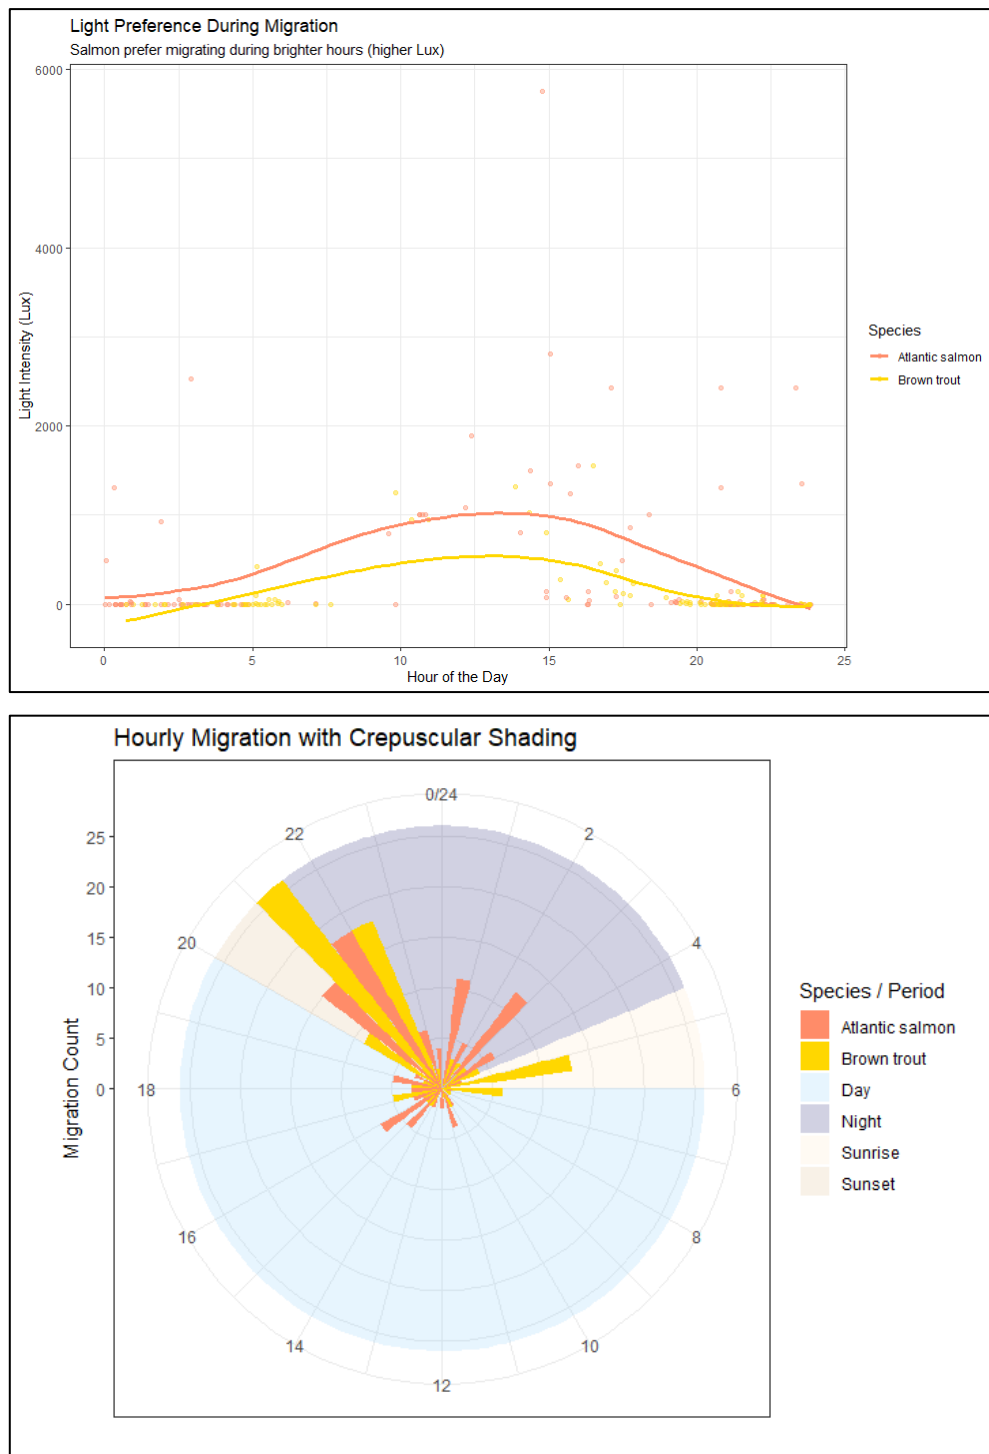 Light Preference During Migration
Salmon prefer migrating during brighter hours (higher Lux)
6000
4000
2000
0
Light Intensity (Lux)
0 5 10 15 20 25
Hour of the Day
Species
Atlantic salmon
Brown trout
Hourly Migration with Crepuscular Shading
25
20
15
10
5
0
Migration Count
0/24
2
4
6
8
10
12
14
16
18
20
22
Species / Period
Atlantic salmon
Brown trout
Day
Night
Sunrise
Sunset